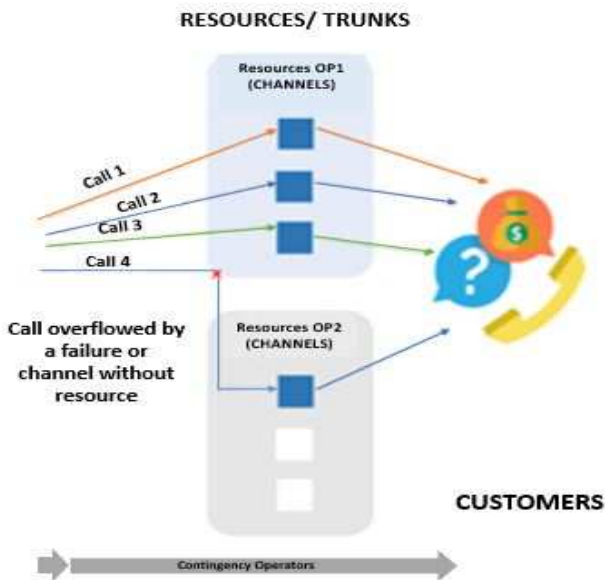 RESOURCES/ TRUNKS
Resources OP1
(CHANNELS)
Call 1
Call 2
Call 3
Call 4
$
?
Call overflowed by
a failure or
channel without
resource
Resources OP2
(CHANNELS)
CUSTOMERS
Contingency Operators